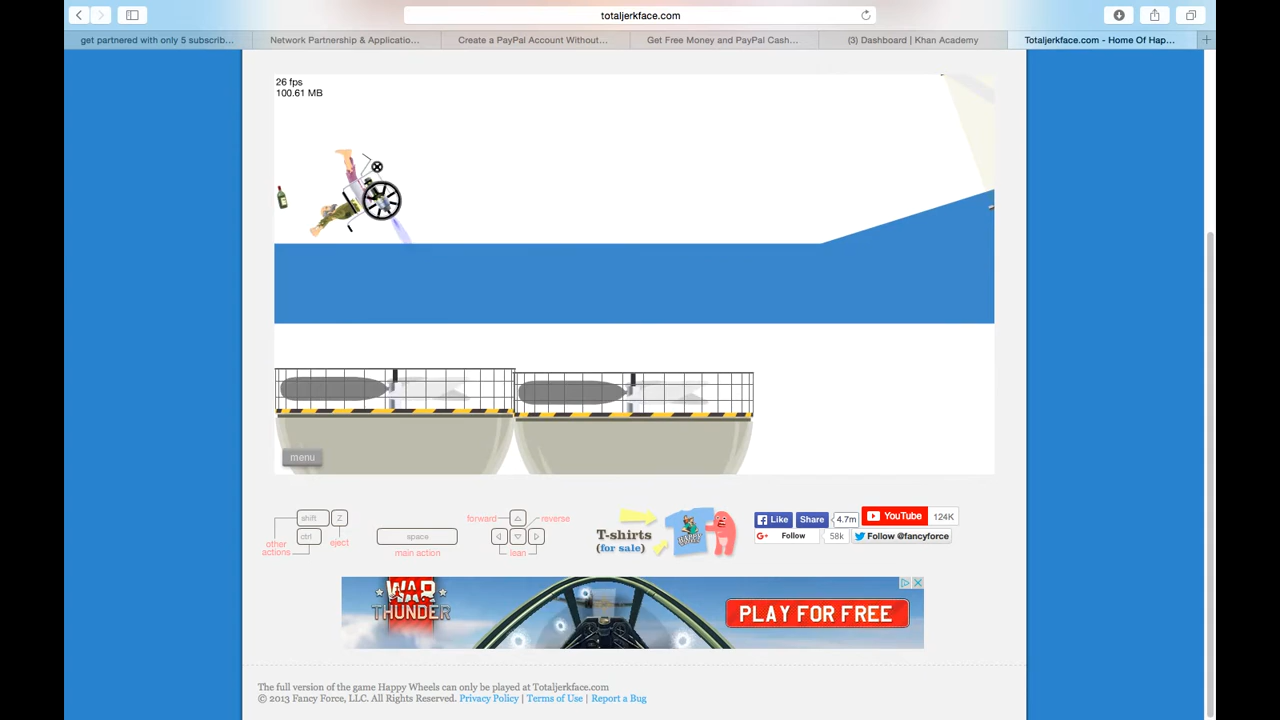 totaljerkface.com
get partnered with only 5 subscrib...
Network Partnership & Applicatio...
Create a PayPal Account Without...
Get Free Money and PayPal Cash...
(3) Dashboard | Khan Academy
Totaljerkface.com - Home Of Hap...
26 fps
100.61 MB
menu
shift
Z
ctrl
other
actions
eject
space
main action
forward
reverse
lean
T-shirts
(for sale)
Like
Share
4.7m
YouTube
124K
Follow
58k
Follow @fancyforce
WAR
THUNDER
PLAY FOR FREE
The full version of the game Happy Wheels can only be played at Totaljerkface.com
© 2013 Fancy Force, LLC. All Rights Reserved. Privacy Policy | Terms of Use | Report a Bug